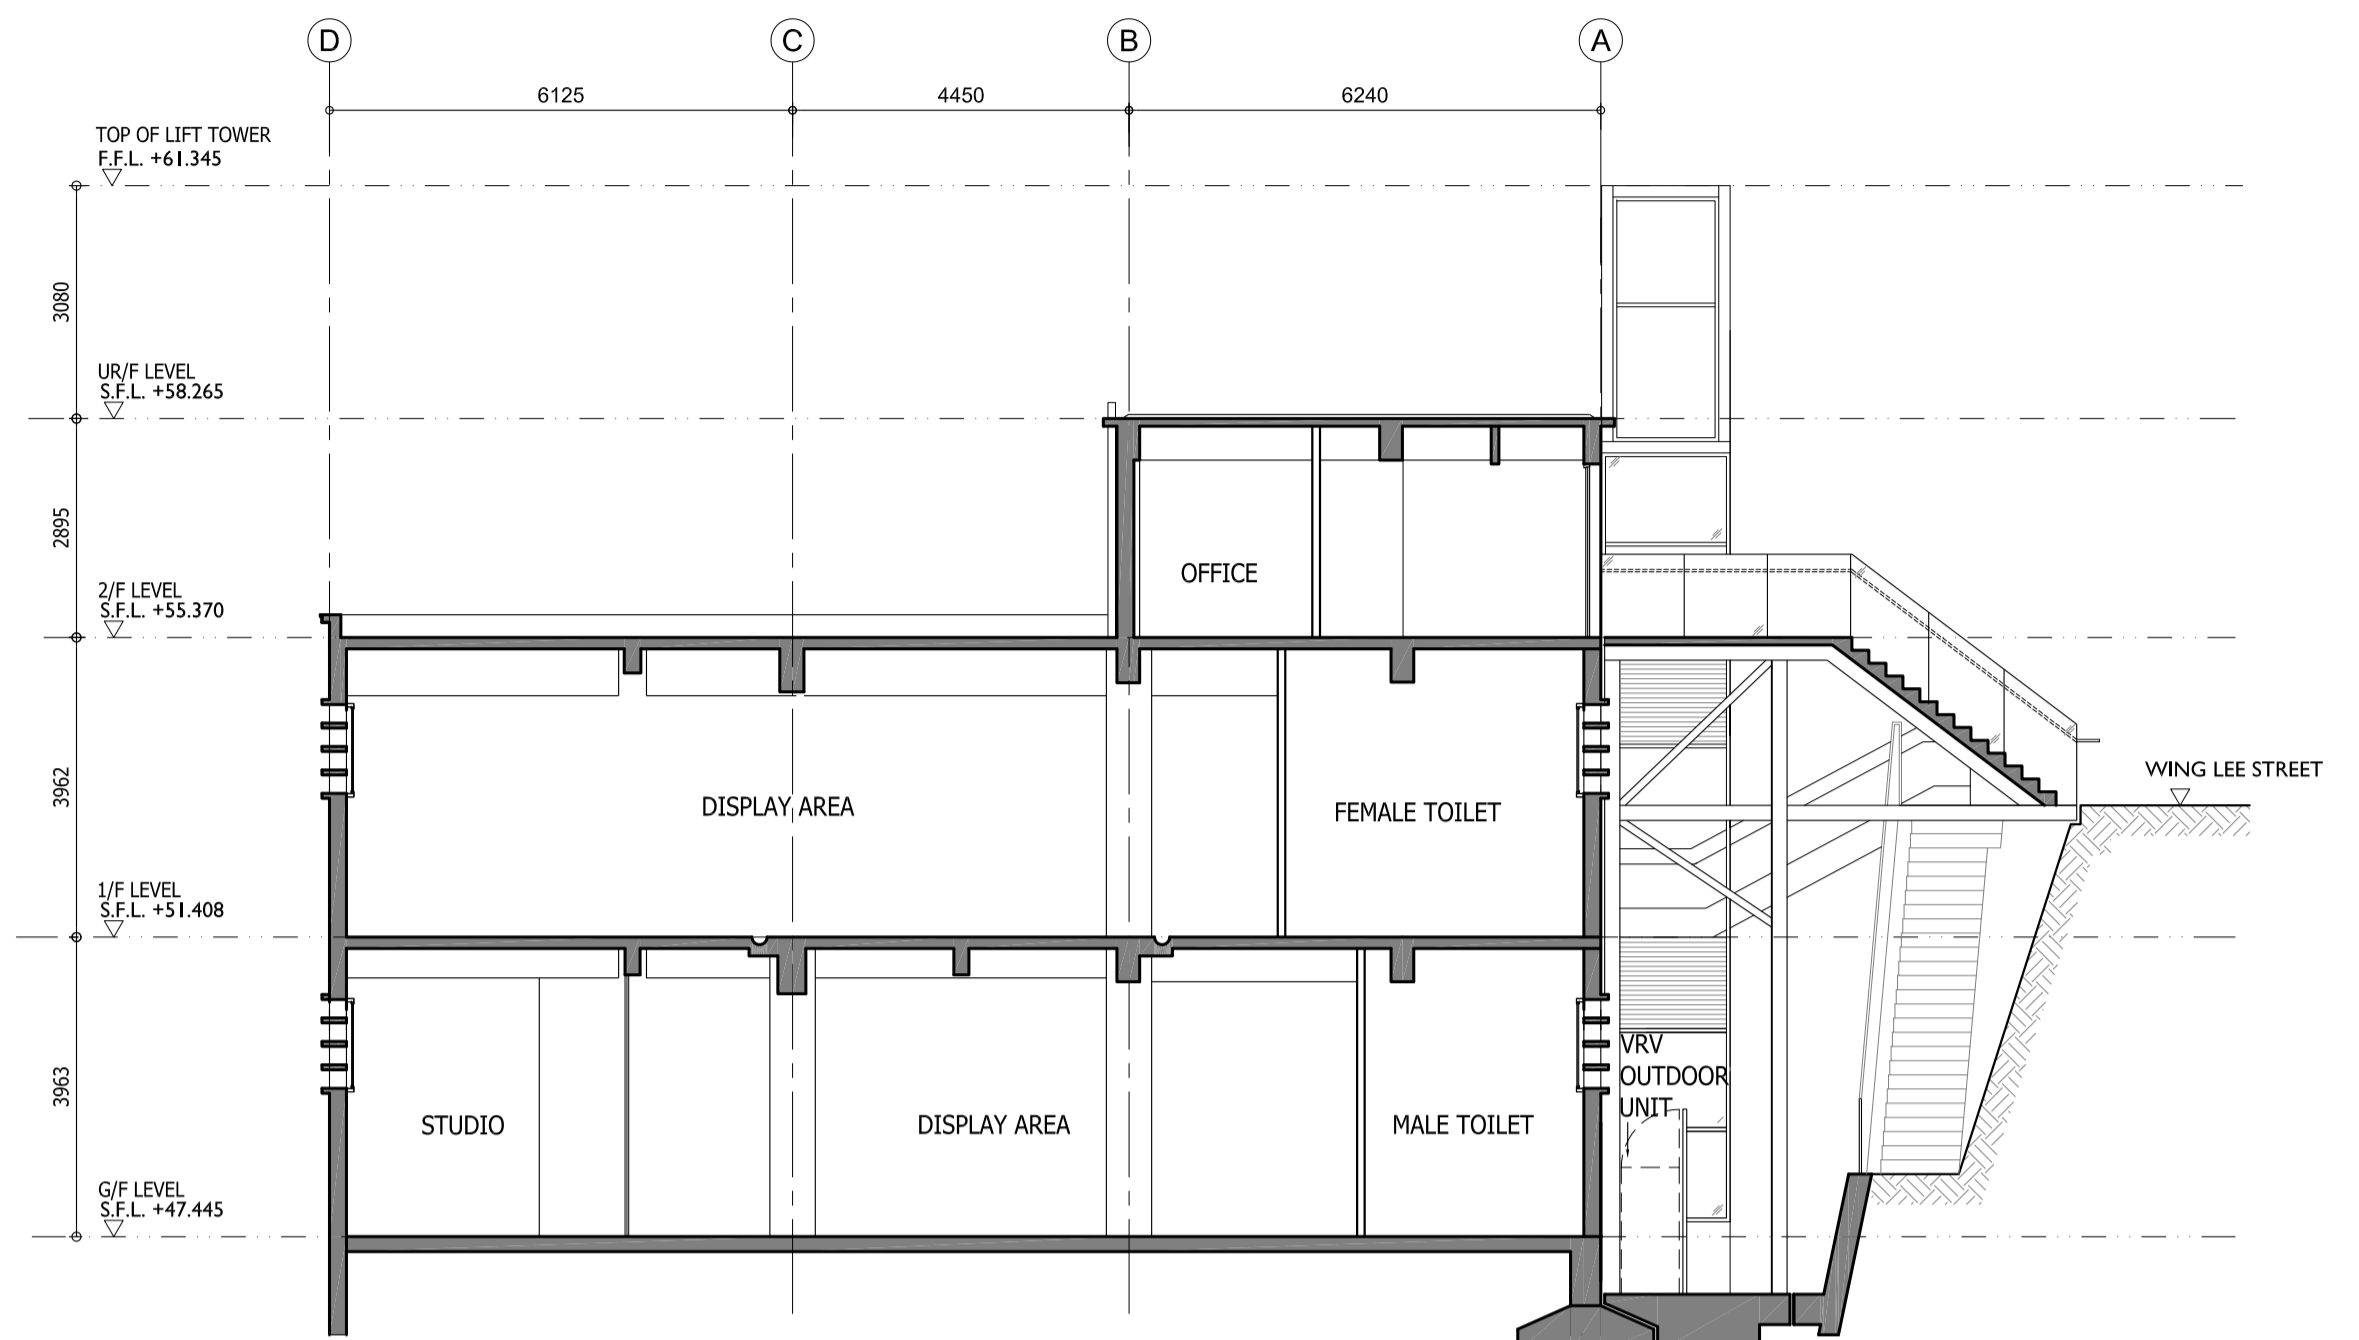 D C B A
6125 4450 6240
TOP OF LIFT TOWER
F.F.L. +61.345
3080
UR/F LEVEL
S.F.L. +58.265
2895
OFFICE
2/F LEVEL
S.F.L. +55.370
WING LEE STREET
3962
DISPLAY AREA
FEMALE TOILET
1/F LEVEL
S.F.L. +51.408
VRV
OUTDOOR
UNIT
3963
STUDIO
DISPLAY AREA
MALE TOILET
G/F LEVEL
S.F.L. +47.445